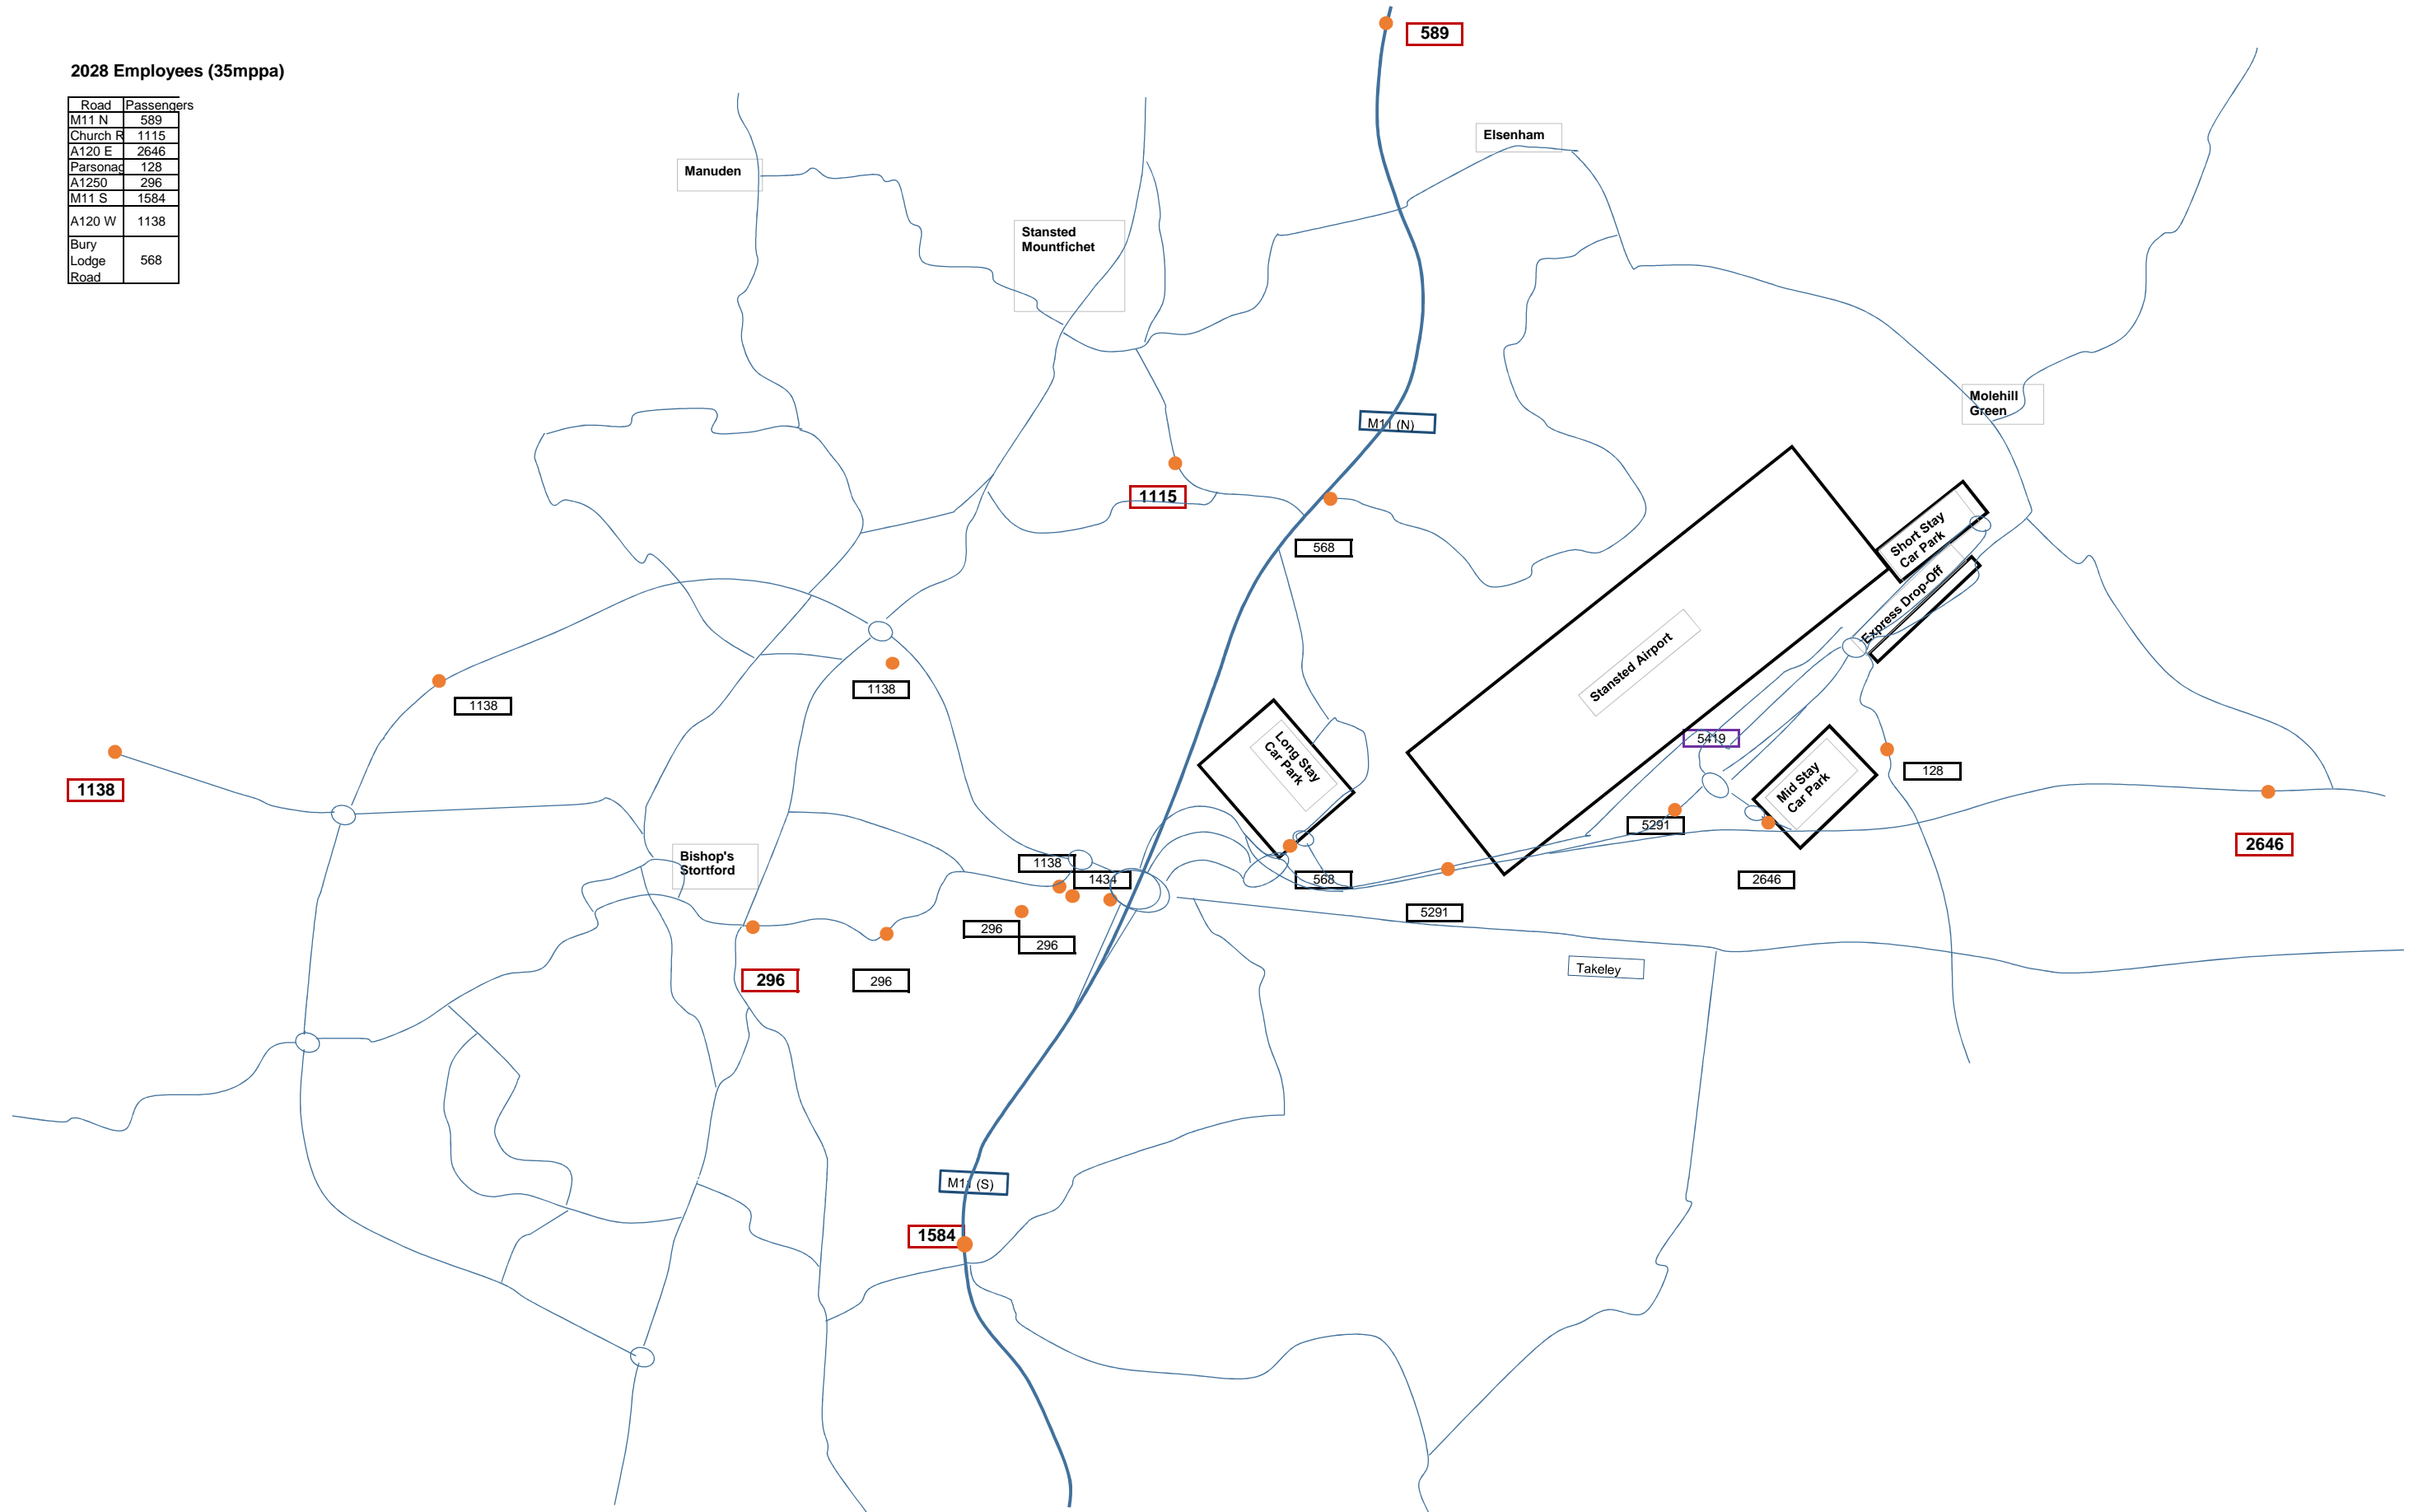 589
2028 Employees (35mppa)
Road Passengers
M11 N 589
Church R 1115
A120 E 2646
Parsonag 128
A1250 296
M11 S 1584
A120 W 1138
Bury
Lodge
Road
568
Elsenham
Manuden
Stansted
Mountfichet
Molehill
Green
M11 (N)
1115
568
Short Stay
Car Park
Express Drop-Off
Stansted Airport
1138
1138
1138
Long Stay
Car Park
5419
Mid Stay
Car Park
128
5291
2646
Bishop's
Stortford
1138
1434
568
2646
5291
296
296
296
296
Takeley
M11 (S)
1584